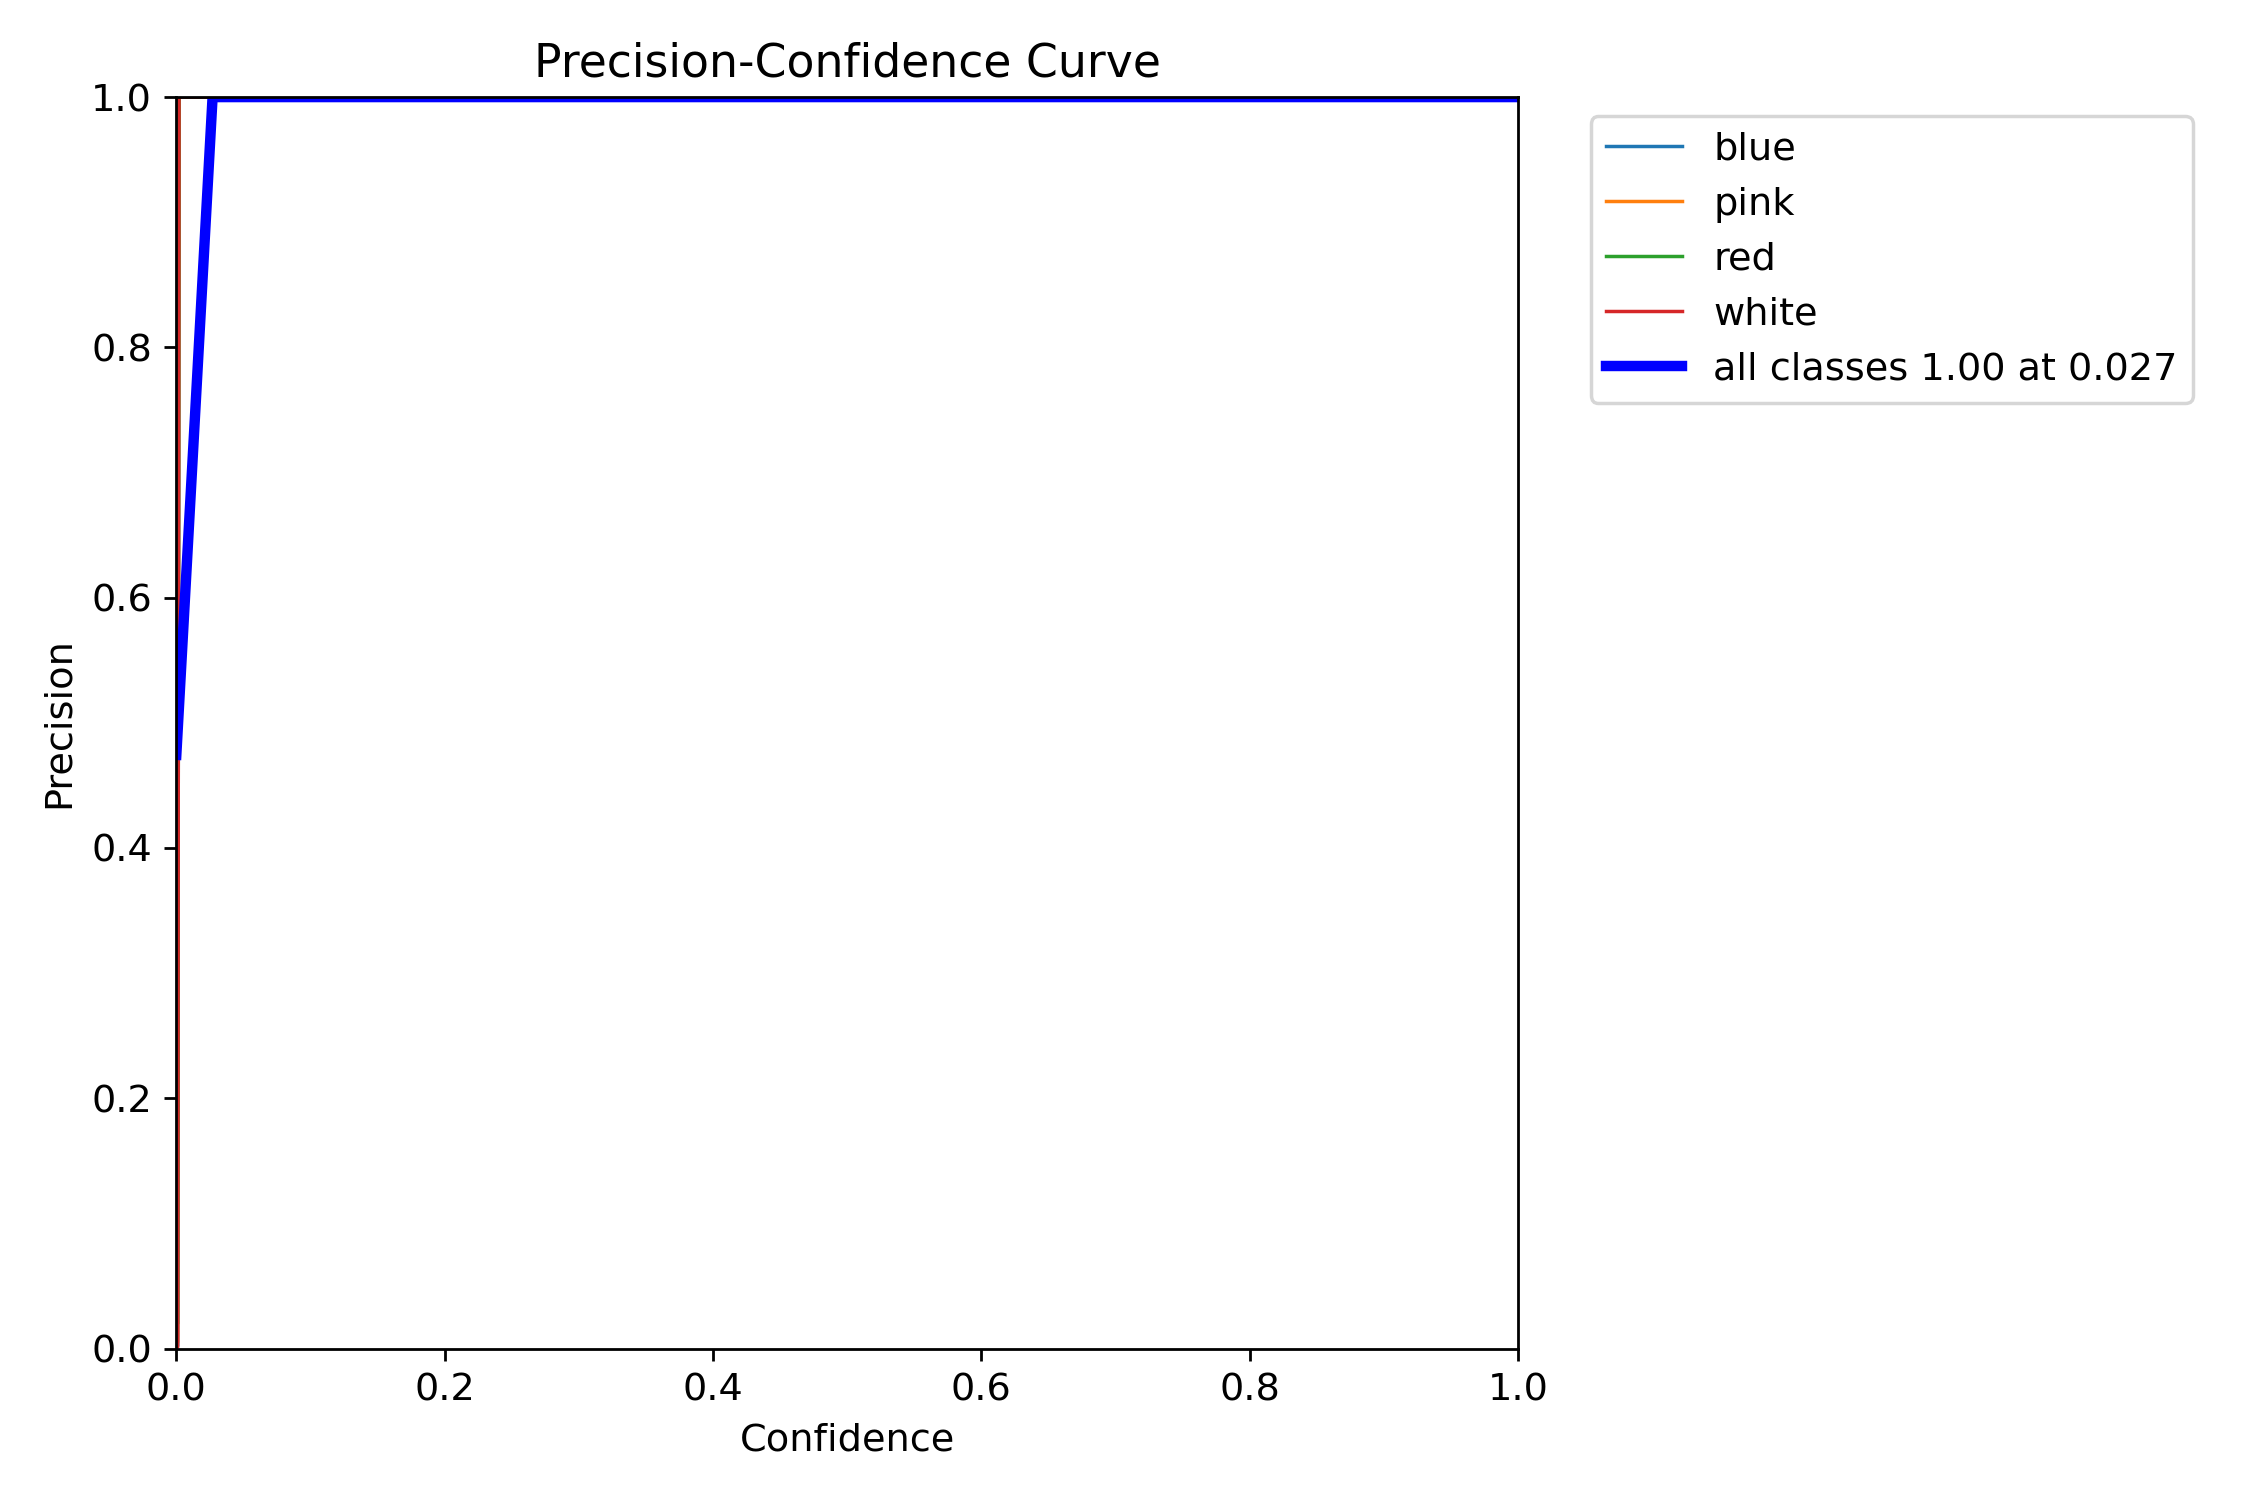 Precision-Confidence Curve
1.0
0.8
0.6
0.4
0.2
0.0
Precision
0.0 0.2 0.4 0.6 0.8 1.0
Confidence
blue
pink
red
white
all classes 1.00 at 0.027